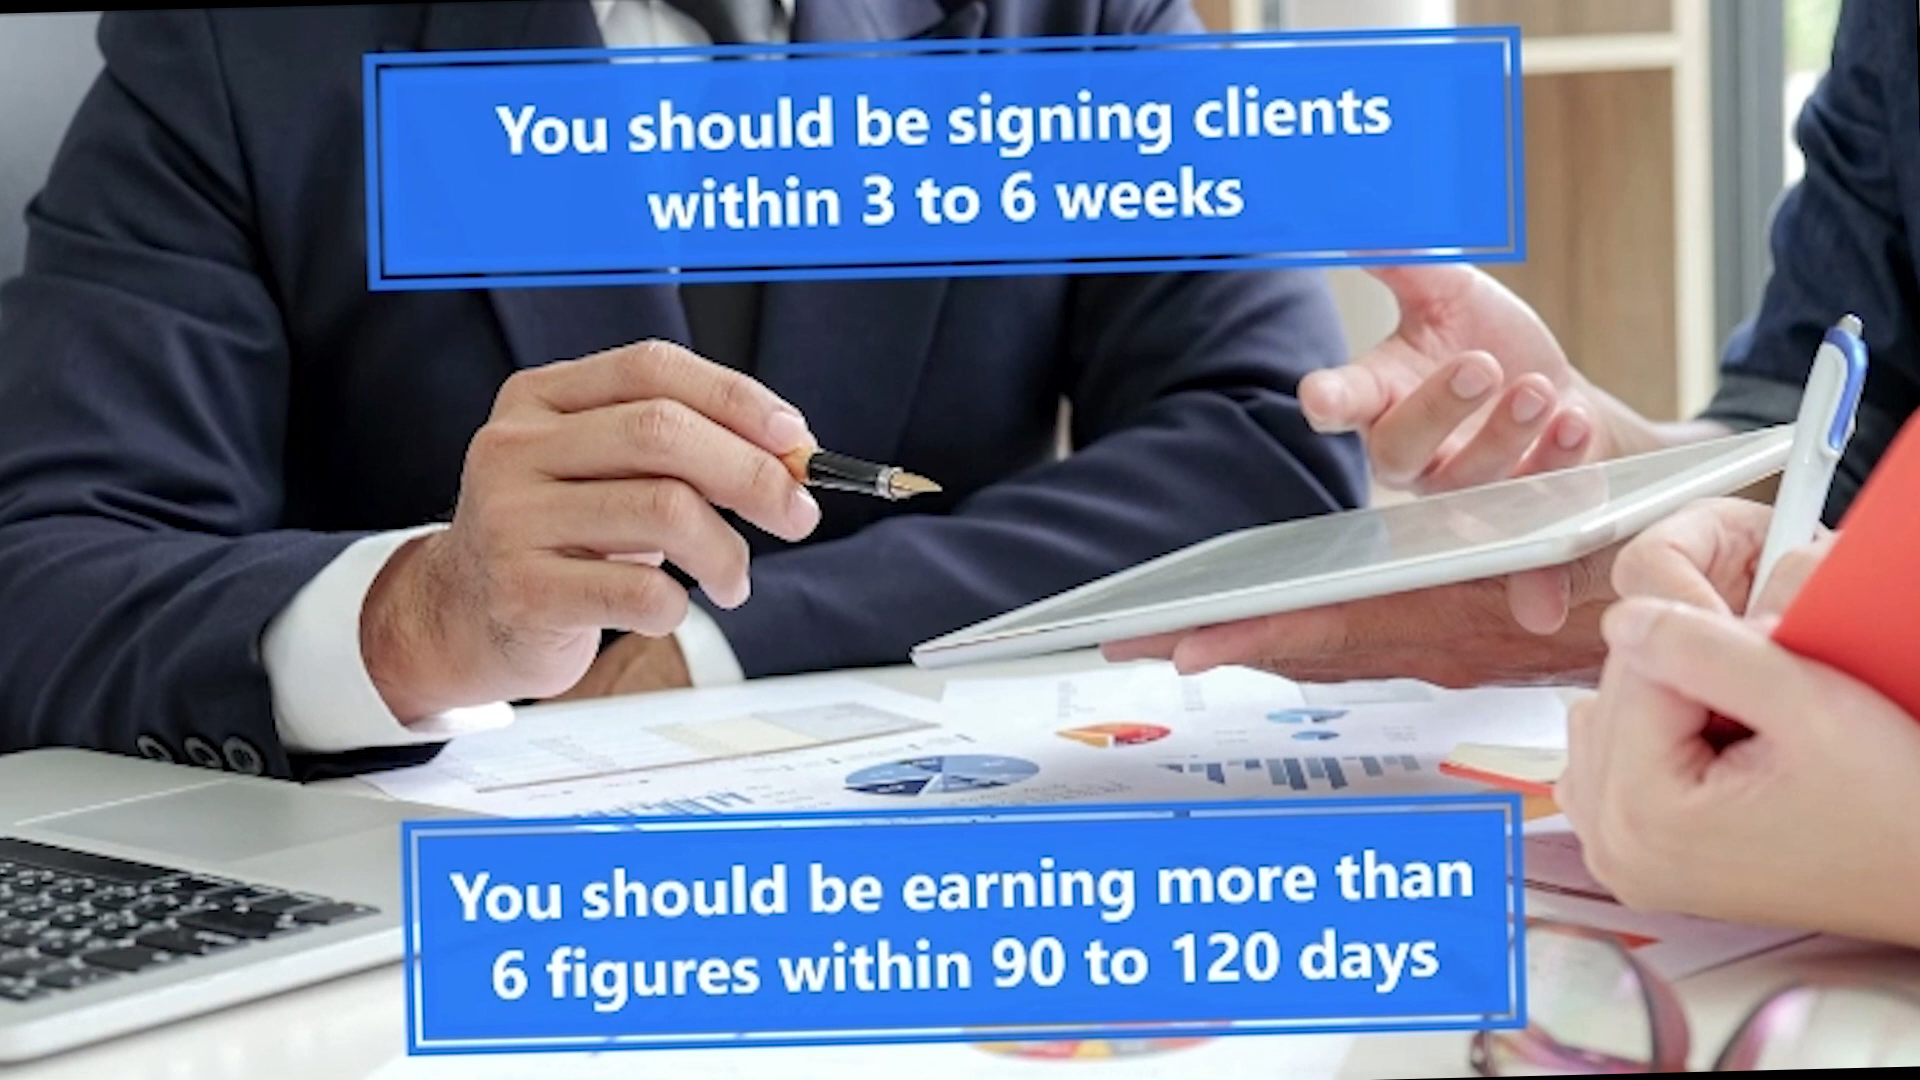 You should be signing clients
within 3 to 6 weeks
You should be earning more than
6 figures within 90 to 120 days